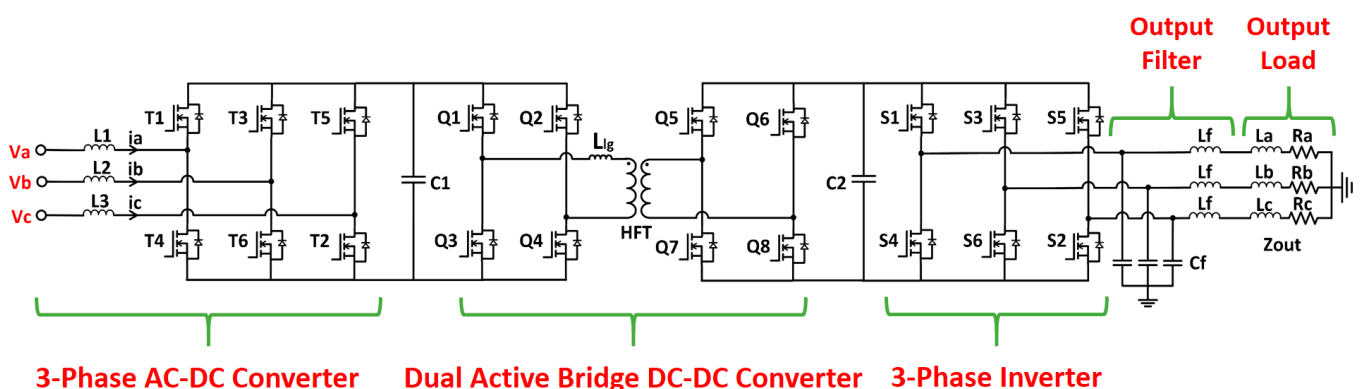 Output
Filter
Output
Load
T1
T3
T5
Q1
Q2
Q5
Q6
S1
S3
S5
L1
ia
Va
L2
ib
Vb
L3
ic
Vc
C1
Llg
HFT
C2
Lf
La
Ra
Lf
Lb
Rb
Lf
Lc
Rc
Zout
T4
T6
T2
Q3
Q4
Q7
Q8
S4
S6
S2
Cf
3-Phase AC-DC Converter
Dual Active Bridge DC-DC Converter
3-Phase Inverter